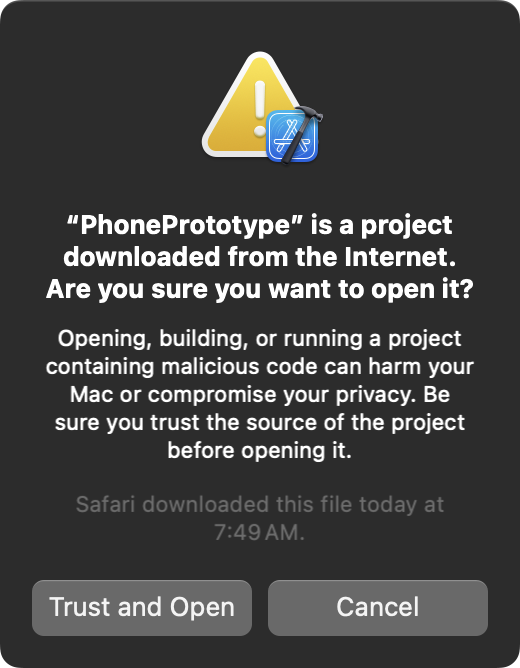 “PhonePrototype” is a project
downloaded from the Internet.
Are you sure you want to open it?
Opening, building, or running a project
containing malicious code can harm your
Mac or compromise your privacy. Be
sure you trust the source of the project
before opening it.
Safari downloaded this file today at
7:49 AM.
Trust and Open
Cancel